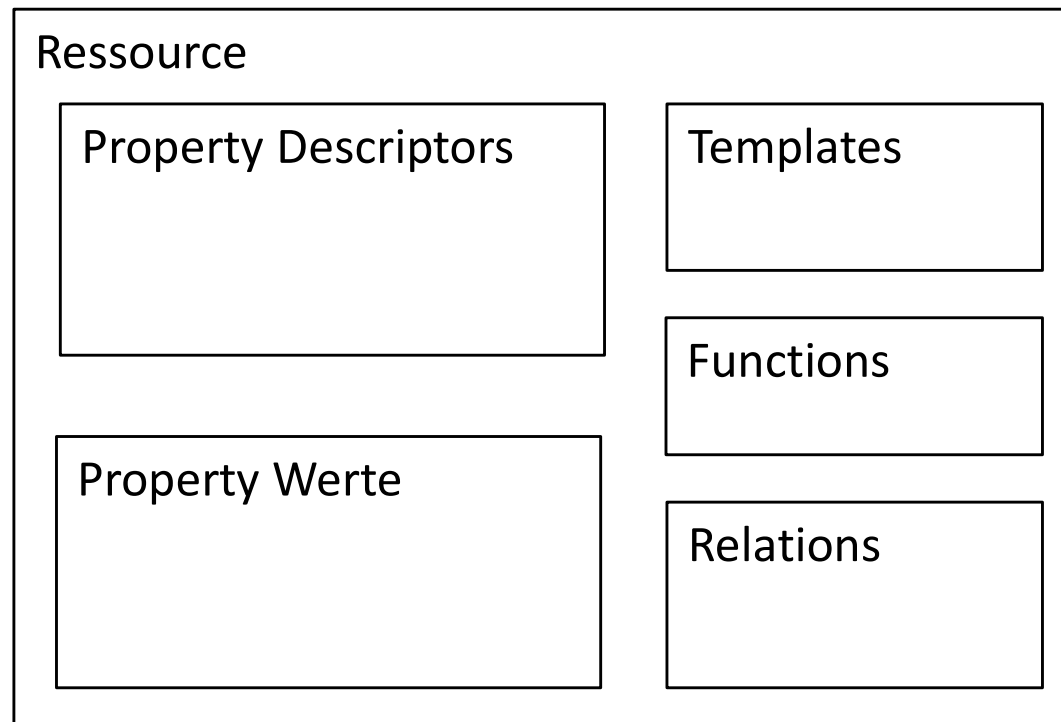 Ressource
Property Descriptors
Templates
Functions
Property Werte
Relations